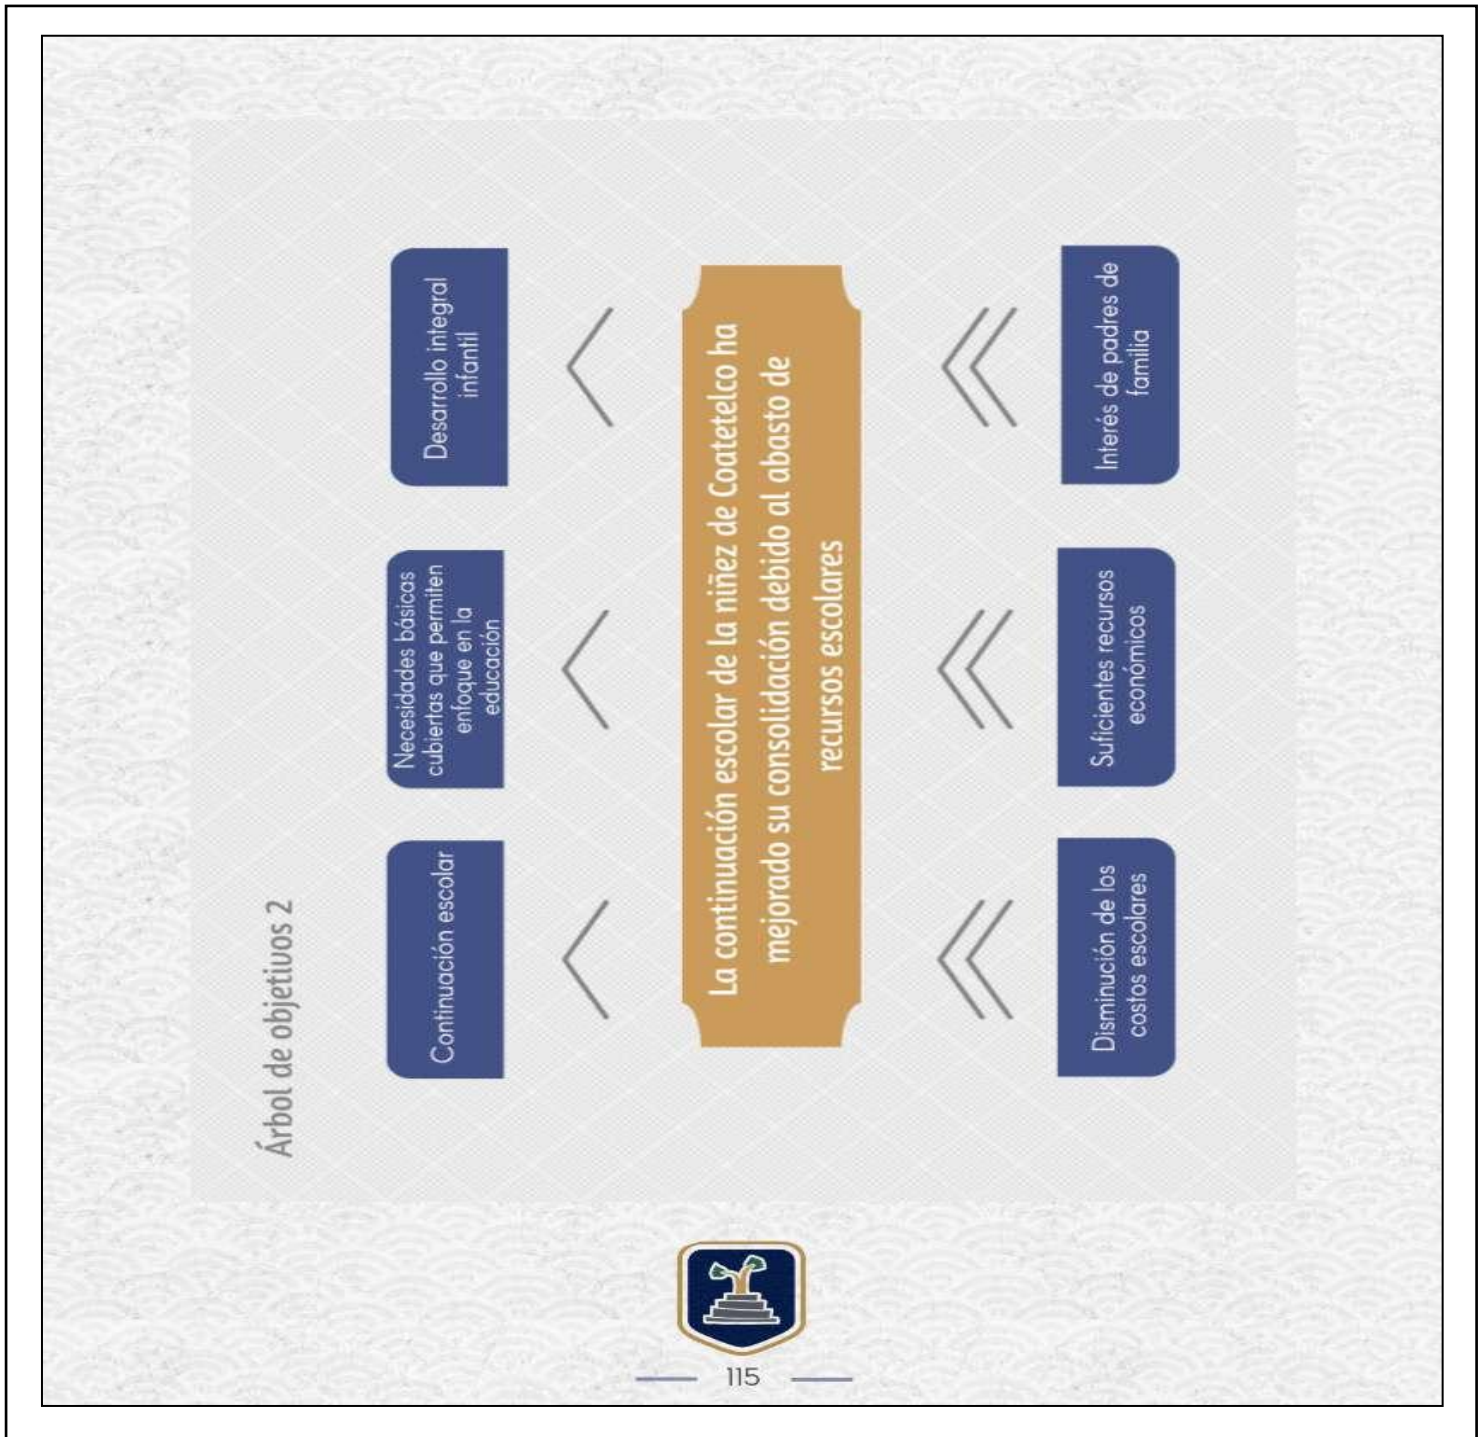 Árbol de objetivos 2
Continuación escolar
Necesidades básicas
cubiertas que permiten
enfoque en la
educación
Desarrollo integral
infantil
La continuación escolar de la niñez de Coatetelco ha
mejorado su consolidación debido al abasto de
recursos escolares
Disminución de los
costos escolares
Suficientes recursos
económicos
Interés de padres de
familia
115